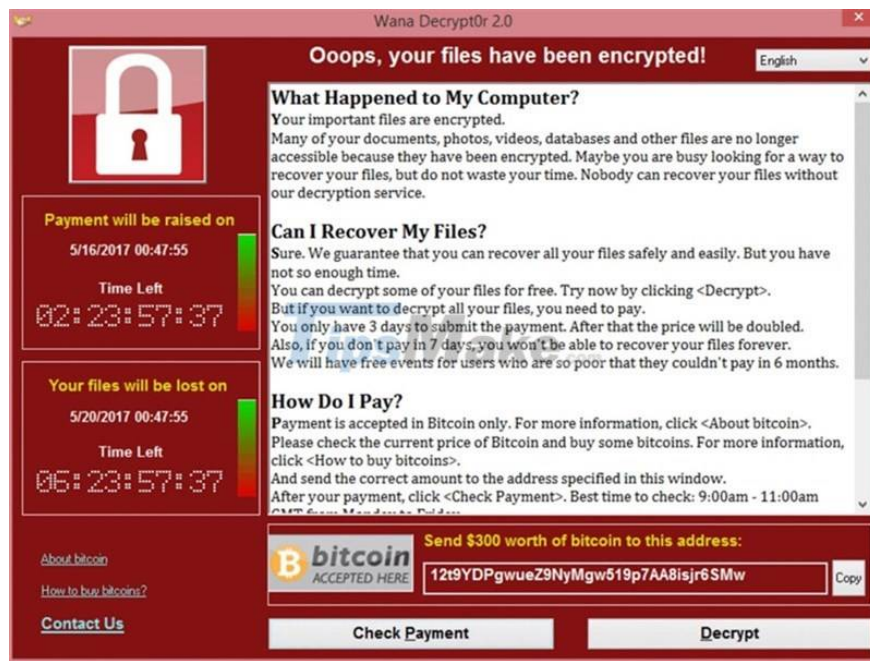 Wana Decrypt0r 2.0
Ooops, your files have been encrypted!
English
What Happened to My Computer?
Your important files are encrypted.
Many of your documents, photos, videos, databases and other files are no longer
accessible because they have been encrypted. Maybe you are busy looking for a way to
recover your files, but do not waste your time. Nobody can recover your files without
our decryption service.
Can I Recover My Files?
Sure. We guarantee that you can recover all your files safely and easily. But you have
not so enough time.
You can decrypt some of your files for free. Try now by clicking <Decrypt>.
But if you want to decrypt all your files, you need to pay.
You only have 3 days to submit the payment. After that the price will be doubled.
Also, if you don't pay in 7 days, you won't be able to recover your files forever.
We will have free events for users who are so poor that they couldn't pay in 6 months.
How Do I Pay?
Payment is accepted in Bitcoin only. For more information, click <About bitcoin>.
Please check the current price of Bitcoin and buy some bitcoins. For more information,
click <How to buy bitcoins>.
And send the correct amount to the address specified in this window.
After your payment, click <Check Payment>. Best time to check: 9:00am - 11:00am
GMT from Monday to Friday
TipsMake.com
Payment will be raised on
5/16/2017 00:47:55
Time Left
02:23:57:37
Your files will be lost on
5/20/2017 00:47:55
Time Left
06:23:57:37
About bitcoin
How to buy bitcoins?
Contact Us
bitcoin
ACCEPTED HERE
Send $300 worth of bitcoin to this address:
12t9YDPgwueZ9NyMgw519p7AA8isjr6SMw
Copy
Check Payment
Decrypt